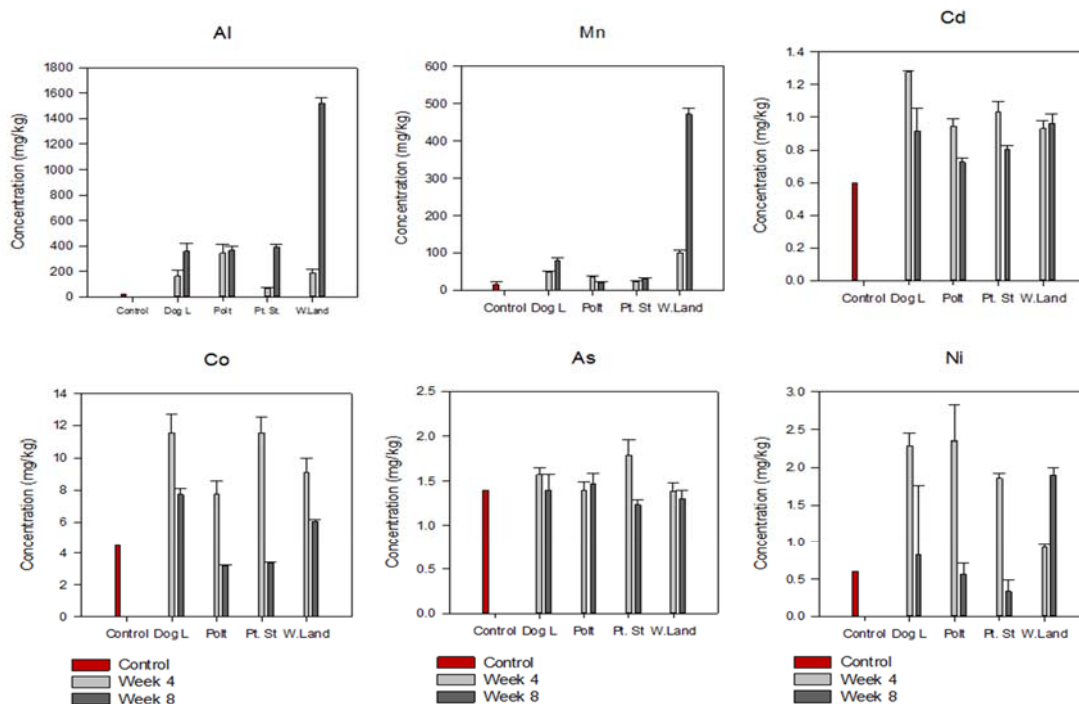 Al
Concentration (mg/kg)
1800
1600
1400
1200
1000
800
600
400
200
0
Control Dog L Polt Pt. St. W.Land
Mn
Concentration (mg/kg)
600
500
400
300
200
100
0
Control Dog L Polt Pt. St W.Land
Cd
Concentration (mg/kg)
1.4
1.2
1.0
0.8
0.6
0.4
0.2
0.0
Control Dog L Polt Pt. St W.Land
Co
Concentration (mg/kg)
14
12
10
8
6
4
2
0
Control Dog L Polt Pt. St W.Land
Control
Week 4
Week 8
As
Concentration (mg/kg)
2.5
2.0
1.5
1.0
0.5
0.0
Control Dog L Polt Pt. St W.Land
Control
Week 4
Week 8
Ni
Concentration (mg/kg)
3.0
2.5
2.0
1.5
1.0
0.5
0.0
Control Dog L Polt Pt. St W.Land
Control
Week 4
Week 8